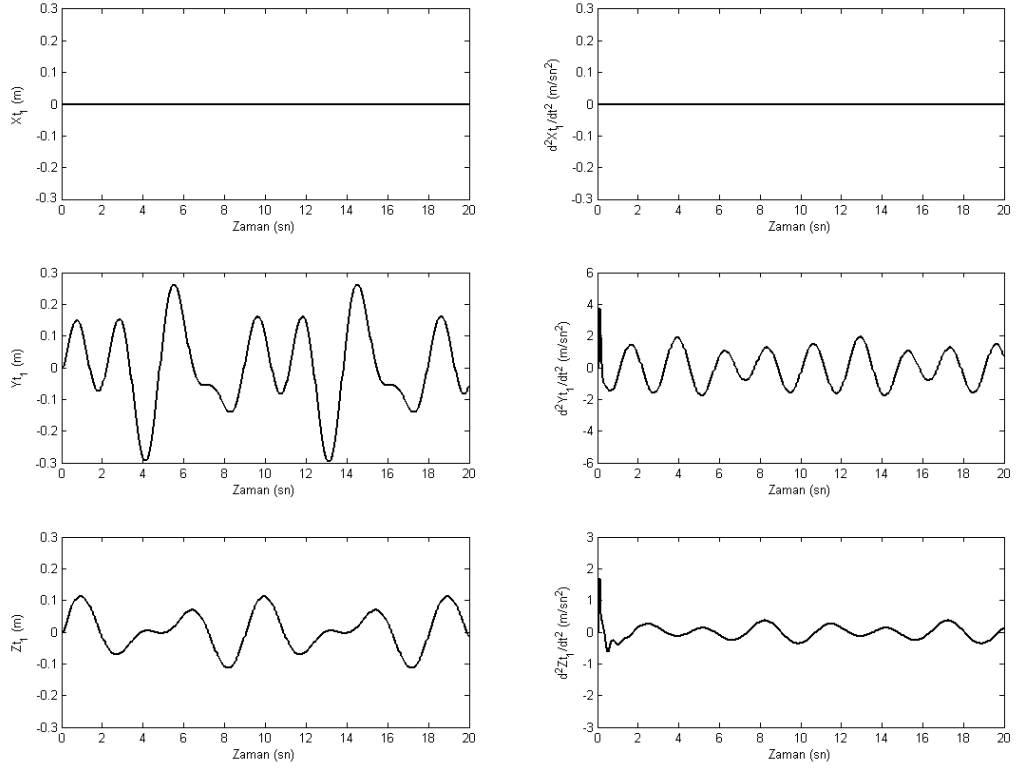 0.3
0.2
0.1
0
-0.1
-0.2
-0.3
Xt₁ (m)
0 2 4 6 8 10 12 14 16 18 20
Zaman (sn)
0.3
0.2
0.1
0
-0.1
-0.2
-0.3
d²Xt₁/dt² (m/sn²)
0 2 4 6 8 10 12 14 16 18 20
Zaman (sn)
0.3
0.2
0.1
0
-0.1
-0.2
-0.3
Yt₁ (m)
0 2 4 6 8 10 12 14 16 18 20
Zaman (sn)
6
4
2
0
-2
-4
-6
d²Yt₁/dt² (m/sn²)
0 2 4 6 8 10 12 14 16 18 20
Zaman (sn)
0.3
0.2
0.1
0
-0.1
-0.2
-0.3
Zt₁ (m)
0 2 4 6 8 10 12 14 16 18 20
Zaman (sn)
3
2
1
0
-1
-2
-3
d²Zt₁/dt² (m/sn²)
0 2 4 6 8 10 12 14 16 18 20
Zaman (sn)